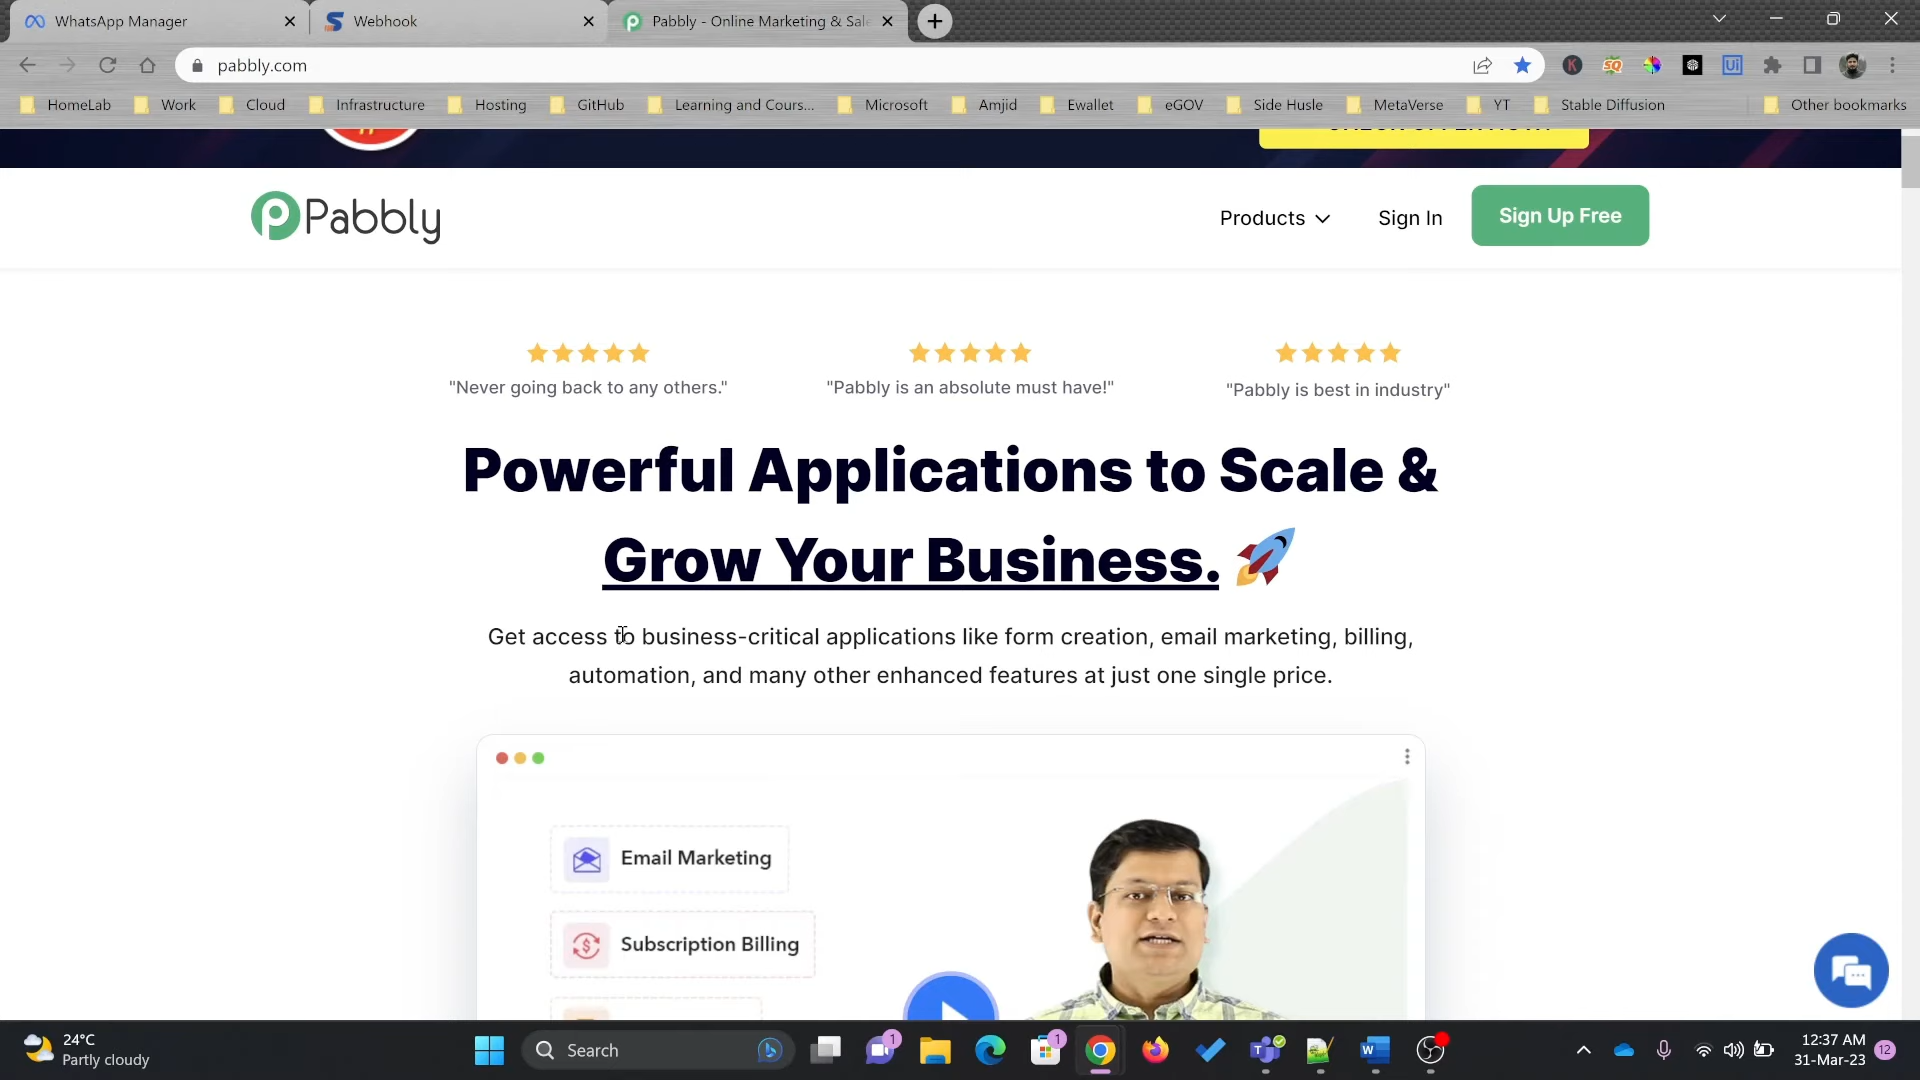 WhatsApp Manager
Webhook
Pabbly - Online Marketing & Sale
pabbly.com
HomeLab
Work
Cloud
Infrastructure
Hosting
GitHub
Learning and Cours...
Microsoft
Amjid
Ewallet
eGOV
Side Husle
MetaVerse
YT
Stable Diffusion
Other bookmarks
Pabbly
Products
Sign In
Sign Up Free
"Never going back to any others."
"Pabbly is an absolute must have!"
"Pabbly is best in industry"
Powerful Applications to Scale &
Grow Your Business.
Get access to business-critical applications like form creation, email marketing, billing,
automation, and many other enhanced features at just one single price.
Email Marketing
Subscription Billing
24°C
Partly cloudy
Search
1
1
12:37 AM
31-Mar-23
12